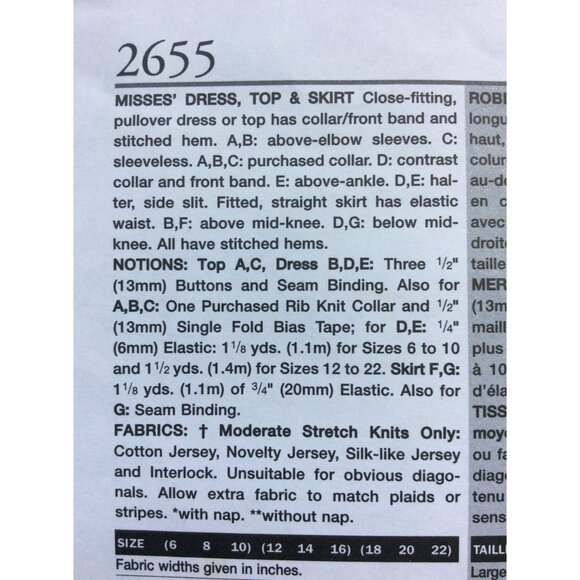 2655
MISSES' DRESS, TOP & SKIRT Close-fitting,
pullover dress or top has collar/front band and
stitched hem. A,B: above-elbow sleeves. C:
sleeveless. A,B,C: purchased collar. D: contrast
collar and front band. E: above-ankle. D,E: hal-
ter, side slit. Fitted, straight skirt has elastic
waist. B,F: above mid-knee. D,G: below mid-
knee. All have stitched hems.
NOTIONS: Top A,C, Dress B,D,E: Three 1/2"
(13mm) Buttons and Seam Binding. Also for
A,B,C: One Purchased Rib Knit Collar and 1/2"
(13mm) Single Fold Bias Tape; for D,E: 1/4"
(6mm) Elastic: 1 1/8 yds. (1.1m) for Sizes 6 to 10
and 1 1/2 yds. (1.4m) for Sizes 12 to 22. Skirt F,G:
1 1/8 yds. (1.1m) of 3/4" (20mm) Elastic. Also for
G: Seam Binding.
FABRICS: † Moderate Stretch Knits Only:
Cotton Jersey, Novelty Jersey, Silk-like Jersey
and Interlock. Unsuitable for obvious diago-
nals. Allow extra fabric to match plaids or
stripes. *with nap. **without nap.
SIZE (6 8 10) (12 14 16) (18 20 22)
Fabric widths given in inches.
ROBE
longu
haut,
colur
au-de
en c
avec
droite
taille
MER
(13m
maill
plus
à 10
d'éla
TISS
moye
ou fa
diago
tenu
sens
TAILLE
Large